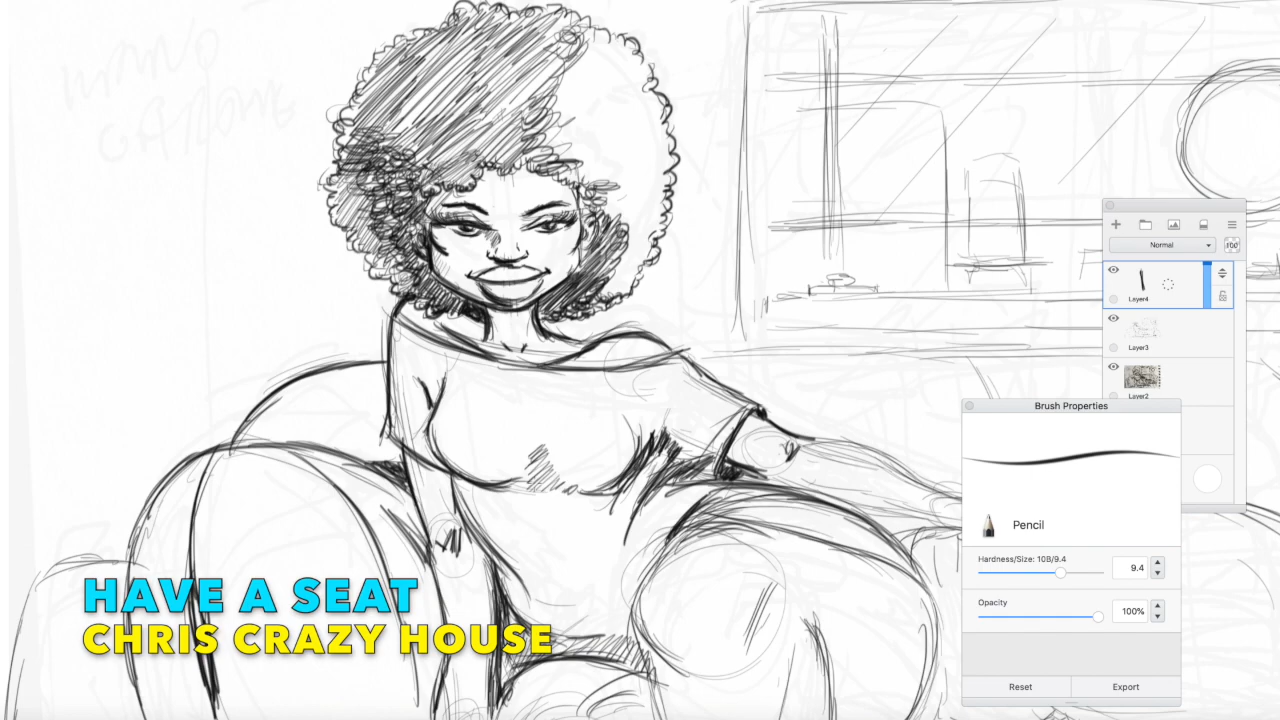 HAVE A SEAT
CHRIS CRAZY HOUSE
Normal
100
Layer4
Layer3
Layer2
Brush Properties
Pencil
Hardness/Size: 10B/9.4
9.4
Opacity
100%
Reset
Export